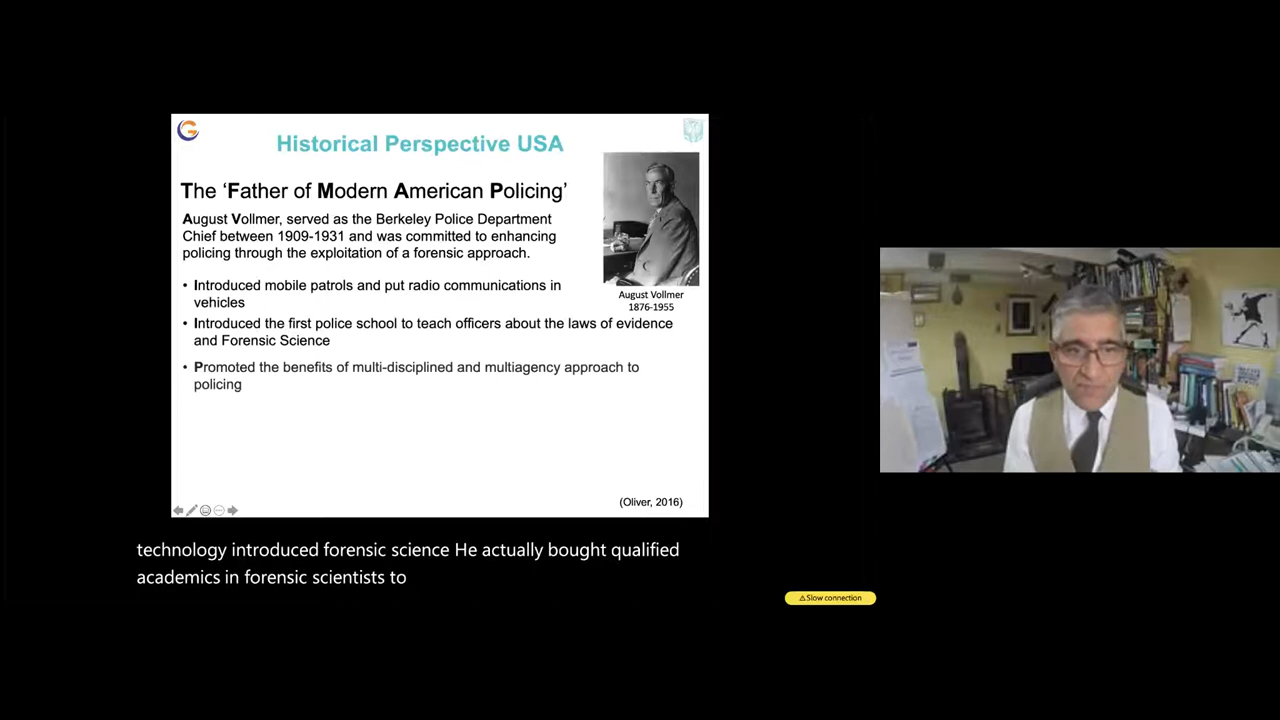 Historical Perspective USA
The ‘Father of Modern American Policing’
August Vollmer, served as the Berkeley Police Department
Chief between 1909-1931 and was committed to enhancing
policing through the exploitation of a forensic approach.
• Introduced mobile patrols and put radio communications in
vehicles
• Introduced the first police school to teach officers about the laws of evidence
and Forensic Science
• Promoted the benefits of multi-disciplined and multiagency approach to
policing
August Vollmer
1876-1955
(Oliver, 2016)
technology introduced forensic science He actually bought qualified
academics in forensic scientists to
⚠Slow connection